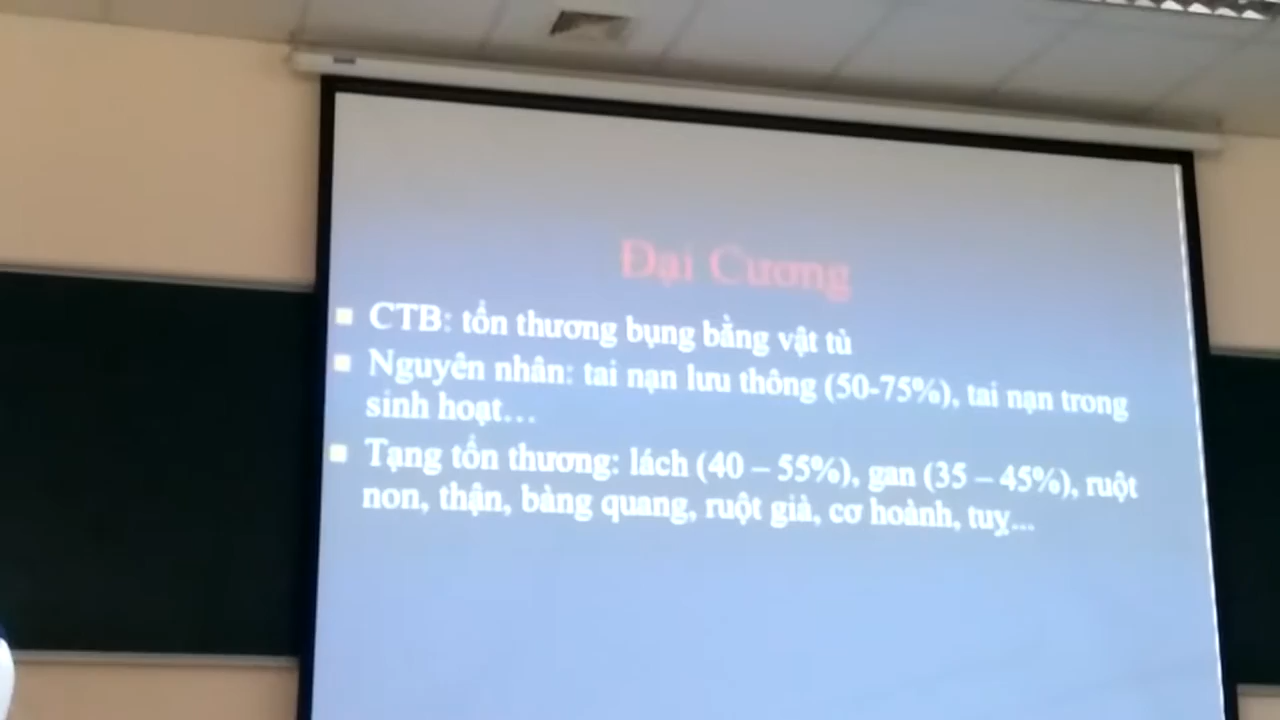 Đại Cương
CTB: tổn thương bụng bằng vật tù
Nguyên nhân: tai nạn lưu thông (50-75%), tai nạn trong
sinh hoạt...
Tạng tổn thương: lách (40 – 55%), gan (35 – 45%), ruột
non, thận, bàng quang, ruột già, cơ hoành, tuỵ...